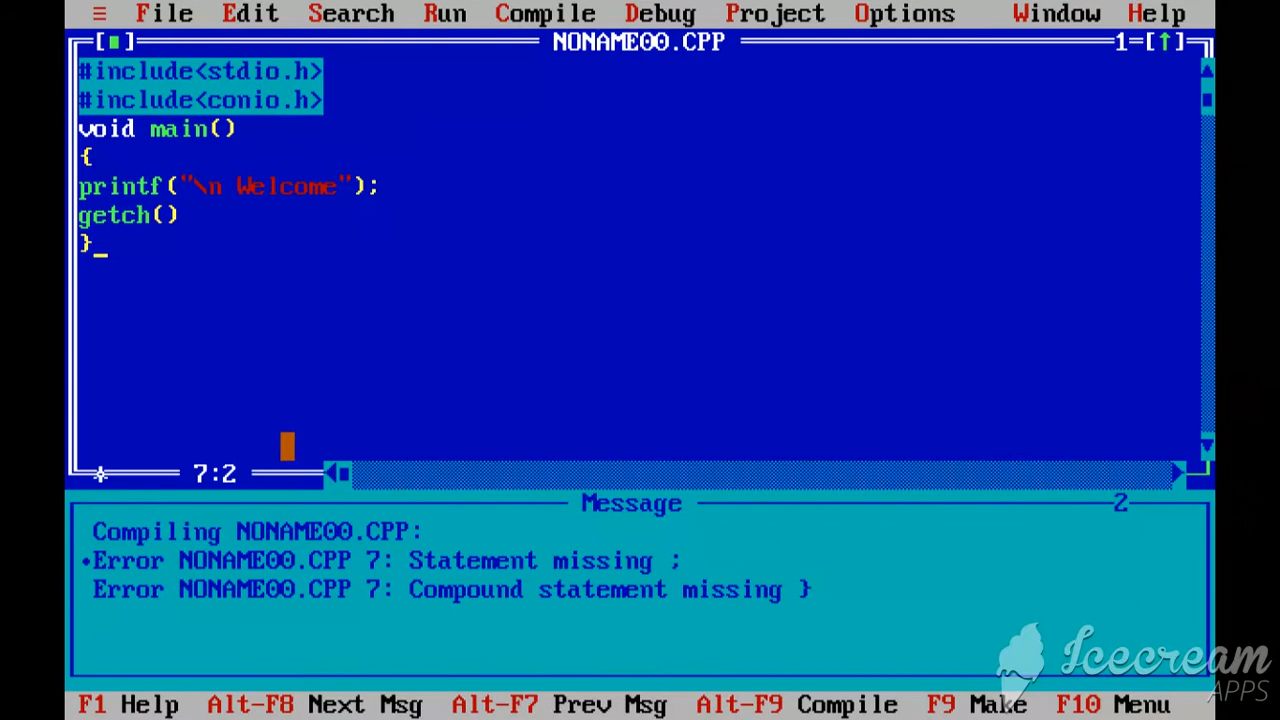 ≡ File Edit Search Run Compile Debug Project Options Window Help
[■] NONAME00.CPP 1=[↑]
#include<stdio.h>
#include<conio.h>
void main()
{
printf("\n Welcome");
getch()
}_
7:2
Message 2
Compiling NONAME00.CPP:
•Error NONAME00.CPP 7: Statement missing ;
Error NONAME00.CPP 7: Compound statement missing }
Icecream
APPS
F1 Help Alt-F8 Next Msg Alt-F7 Prev Msg Alt-F9 Compile F9 Make F10 Menu